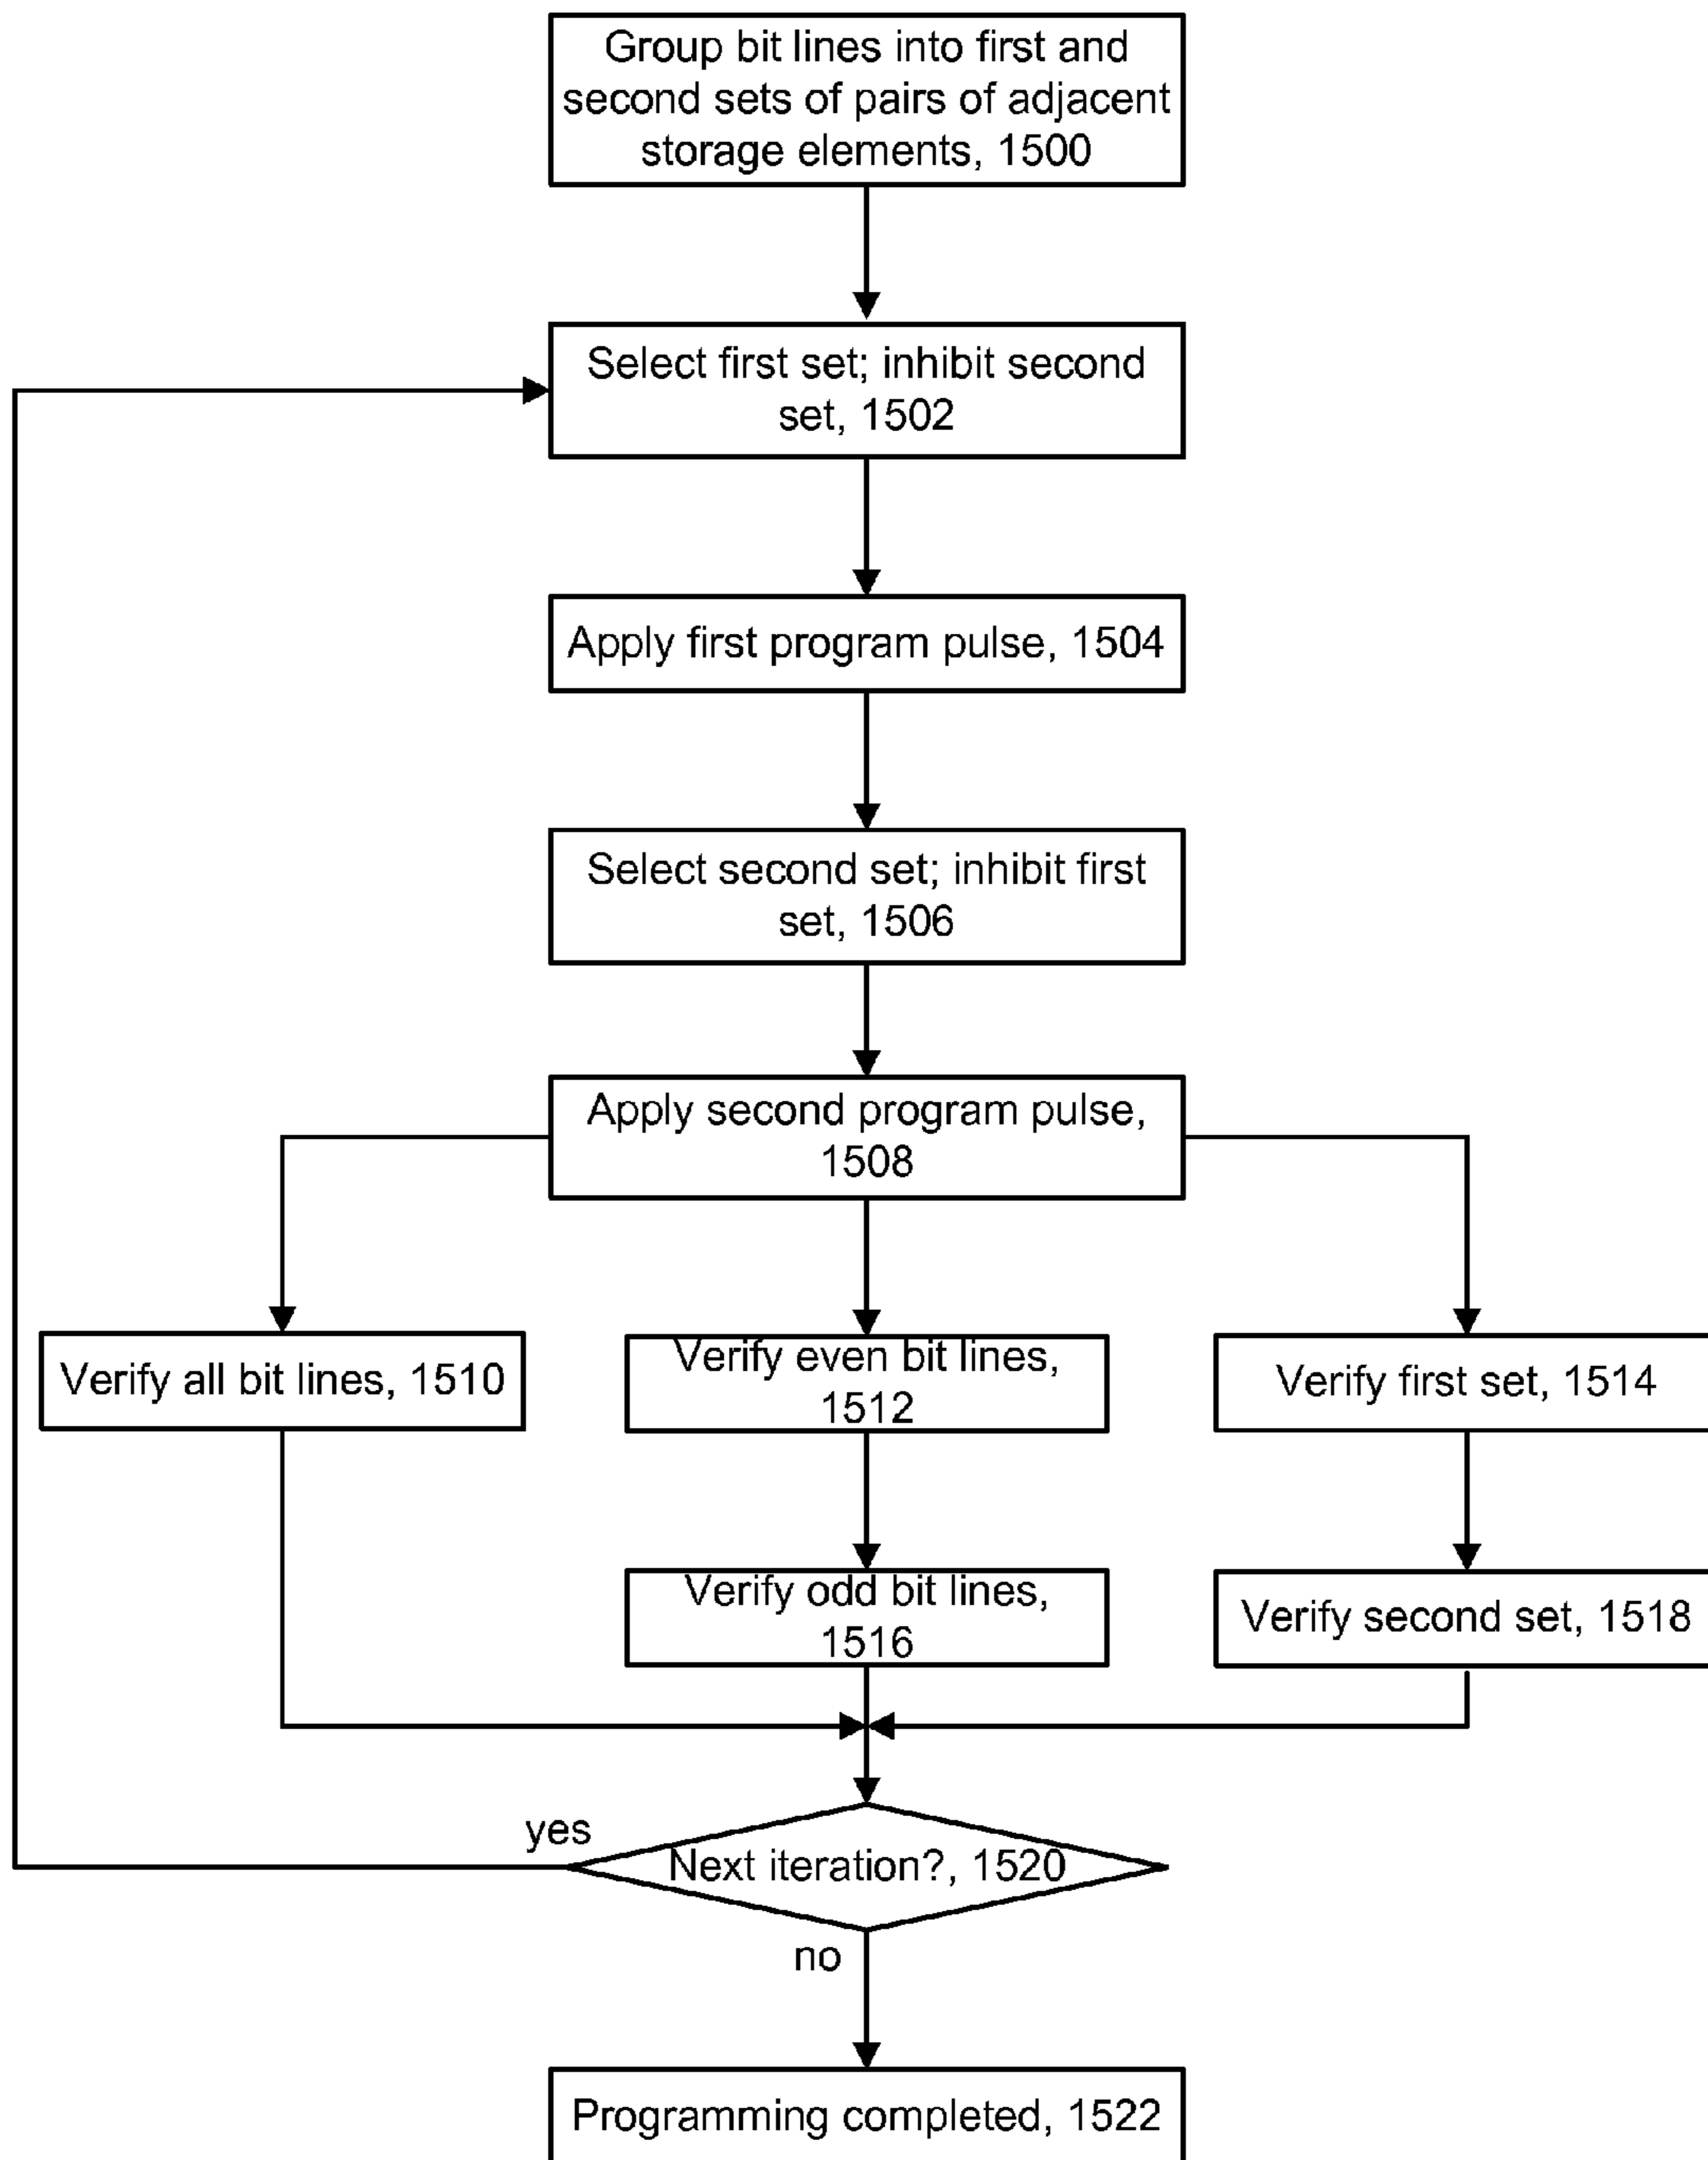 Group bit lines into first and
second sets of pairs of adjacent
storage elements, 1500
Select first set; inhibit second
set, 1502
Apply first program pulse, 1504
Select second set; inhibit first
set, 1506
Apply second program pulse,
1508
Verify all bit lines, 1510
Verify even bit lines,
1512
Verify first set, 1514
Verify odd bit lines,
1516
Verify second set, 1518
yes
Next iteration?, 1520
no
Programming completed, 1522